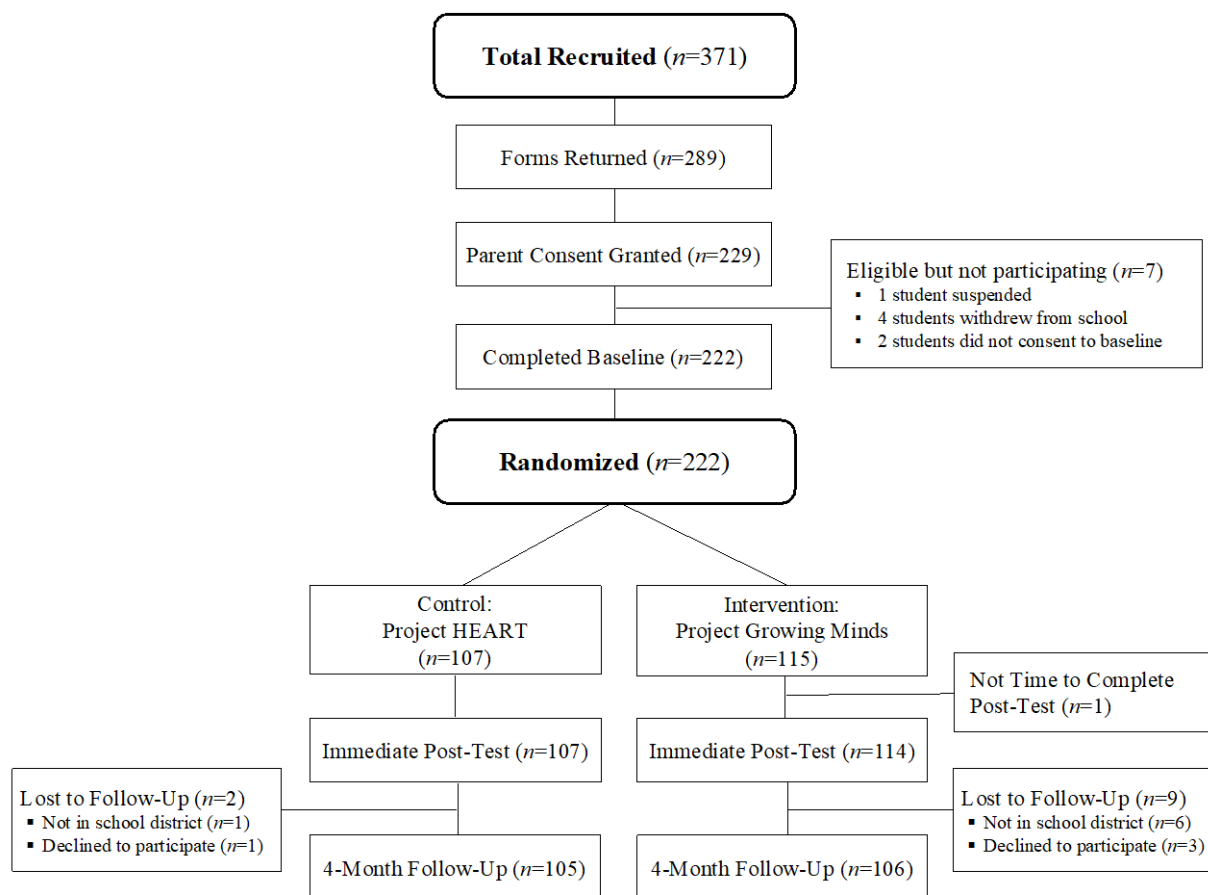 Total Recruited (n=371)
Forms Returned (n=289)
Parent Consent Granted (n=229)
Eligible but not participating (n=7)
▪ 1 student suspended
▪ 4 students withdrew from school
▪ 2 students did not consent to baseline
Completed Baseline (n=222)
Randomized (n=222)
Control:
Project HEART
(n=107)
Intervention:
Project Growing Minds
(n=115)
Not Time to Complete
Post-Test (n=1)
Immediate Post-Test (n=107)
Immediate Post-Test (n=114)
Lost to Follow-Up (n=2)
▪ Not in school district (n=1)
▪ Declined to participate (n=1)
Lost to Follow-Up (n=9)
▪ Not in school district (n=6)
▪ Declined to participate (n=3)
4-Month Follow-Up (n=105)
4-Month Follow-Up (n=106)